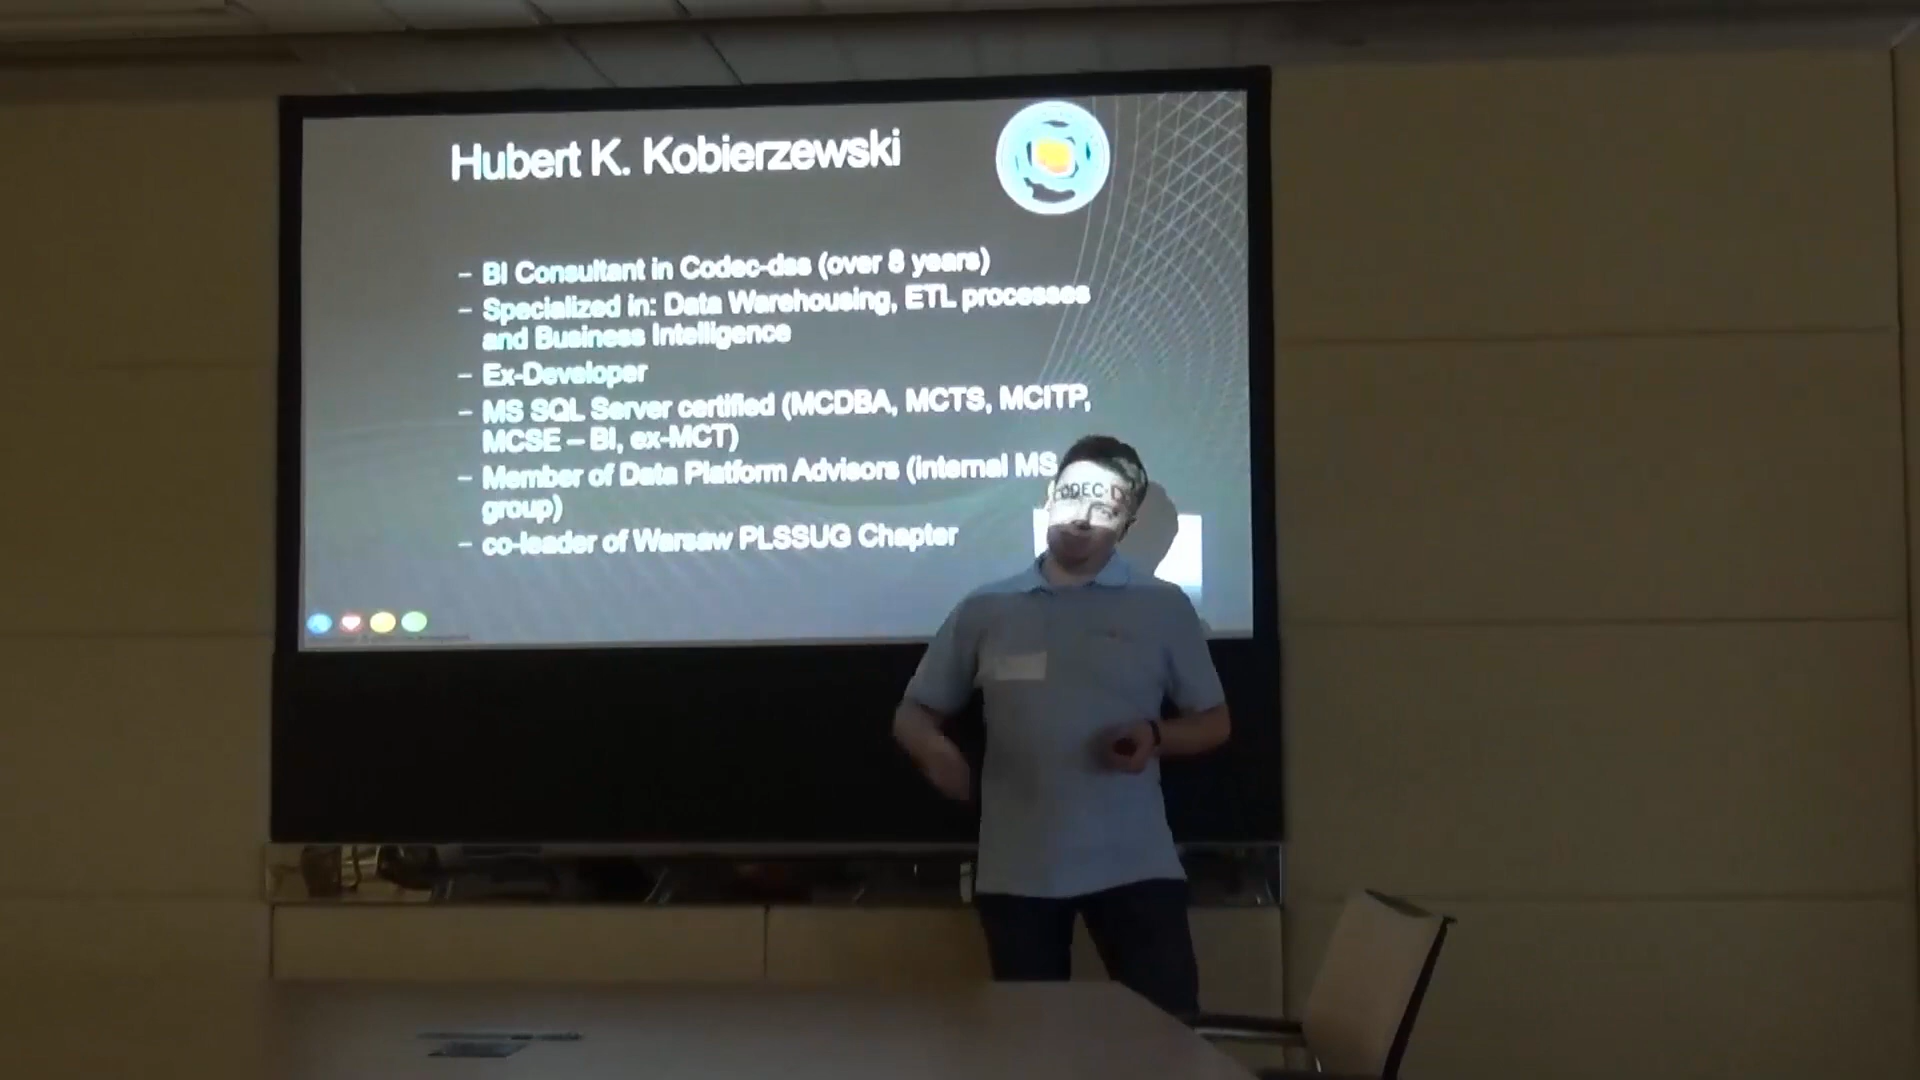 Hubert K. Kobierzewski
– BI Consultant in Codec-dss (over 8 years)
– Specialized in: Data Warehousing, ETL processes
and Business Intelligence
– Ex-Developer
– MS SQL Server certified (MCDBA, MCTS, MCITP,
MCSE – BI, ex-MCT)
– Member of Data Platform Advisors (internal MS
group)
– co-leader of Warsaw PLSSUG Chapter
CODEC-D